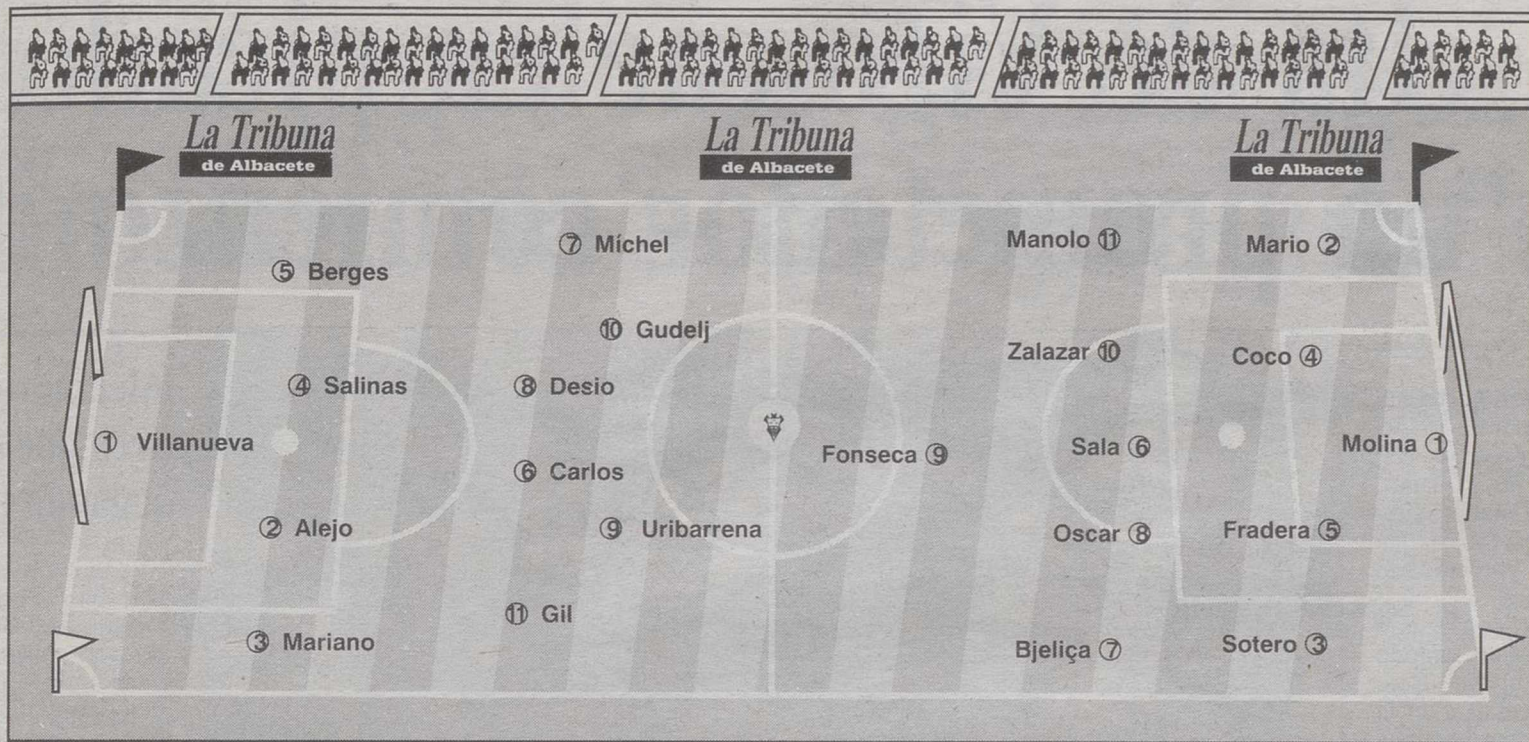 La Tribuna
de Albacete
La Tribuna
de Albacete
La Tribuna
de Albacete
① Villanueva
⑤ Berges
④ Salinas
② Alejo
③ Mariano
⑦ Míchel
⑩ Gudelj
⑧ Desio
⑥ Carlos
⑨ Uribarrena
⑪ Gil
Fonseca ⑨
Manolo ⑪
Zalazar ⑩
Sala ⑥
Oscar ⑧
Bjeliça ⑦
Mario ②
Coco ④
Fradera ⑤
Sotero ③
Molina ①